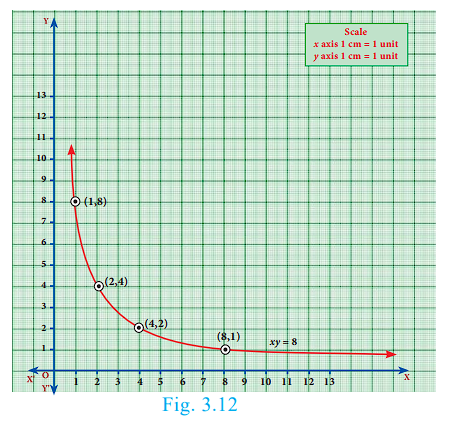 Y
Scale
x axis 1 cm = 1 unit
y axis 1 cm = 1 unit
13
12
11
10
9
8 (1,8)
7
6
5
4 (2,4)
3
2 (4,2)
(8,1)
1 xy = 8
X' O 1 2 3 4 5 6 7 8 9 10 11 12 13 X
Y'
Fig. 3.12